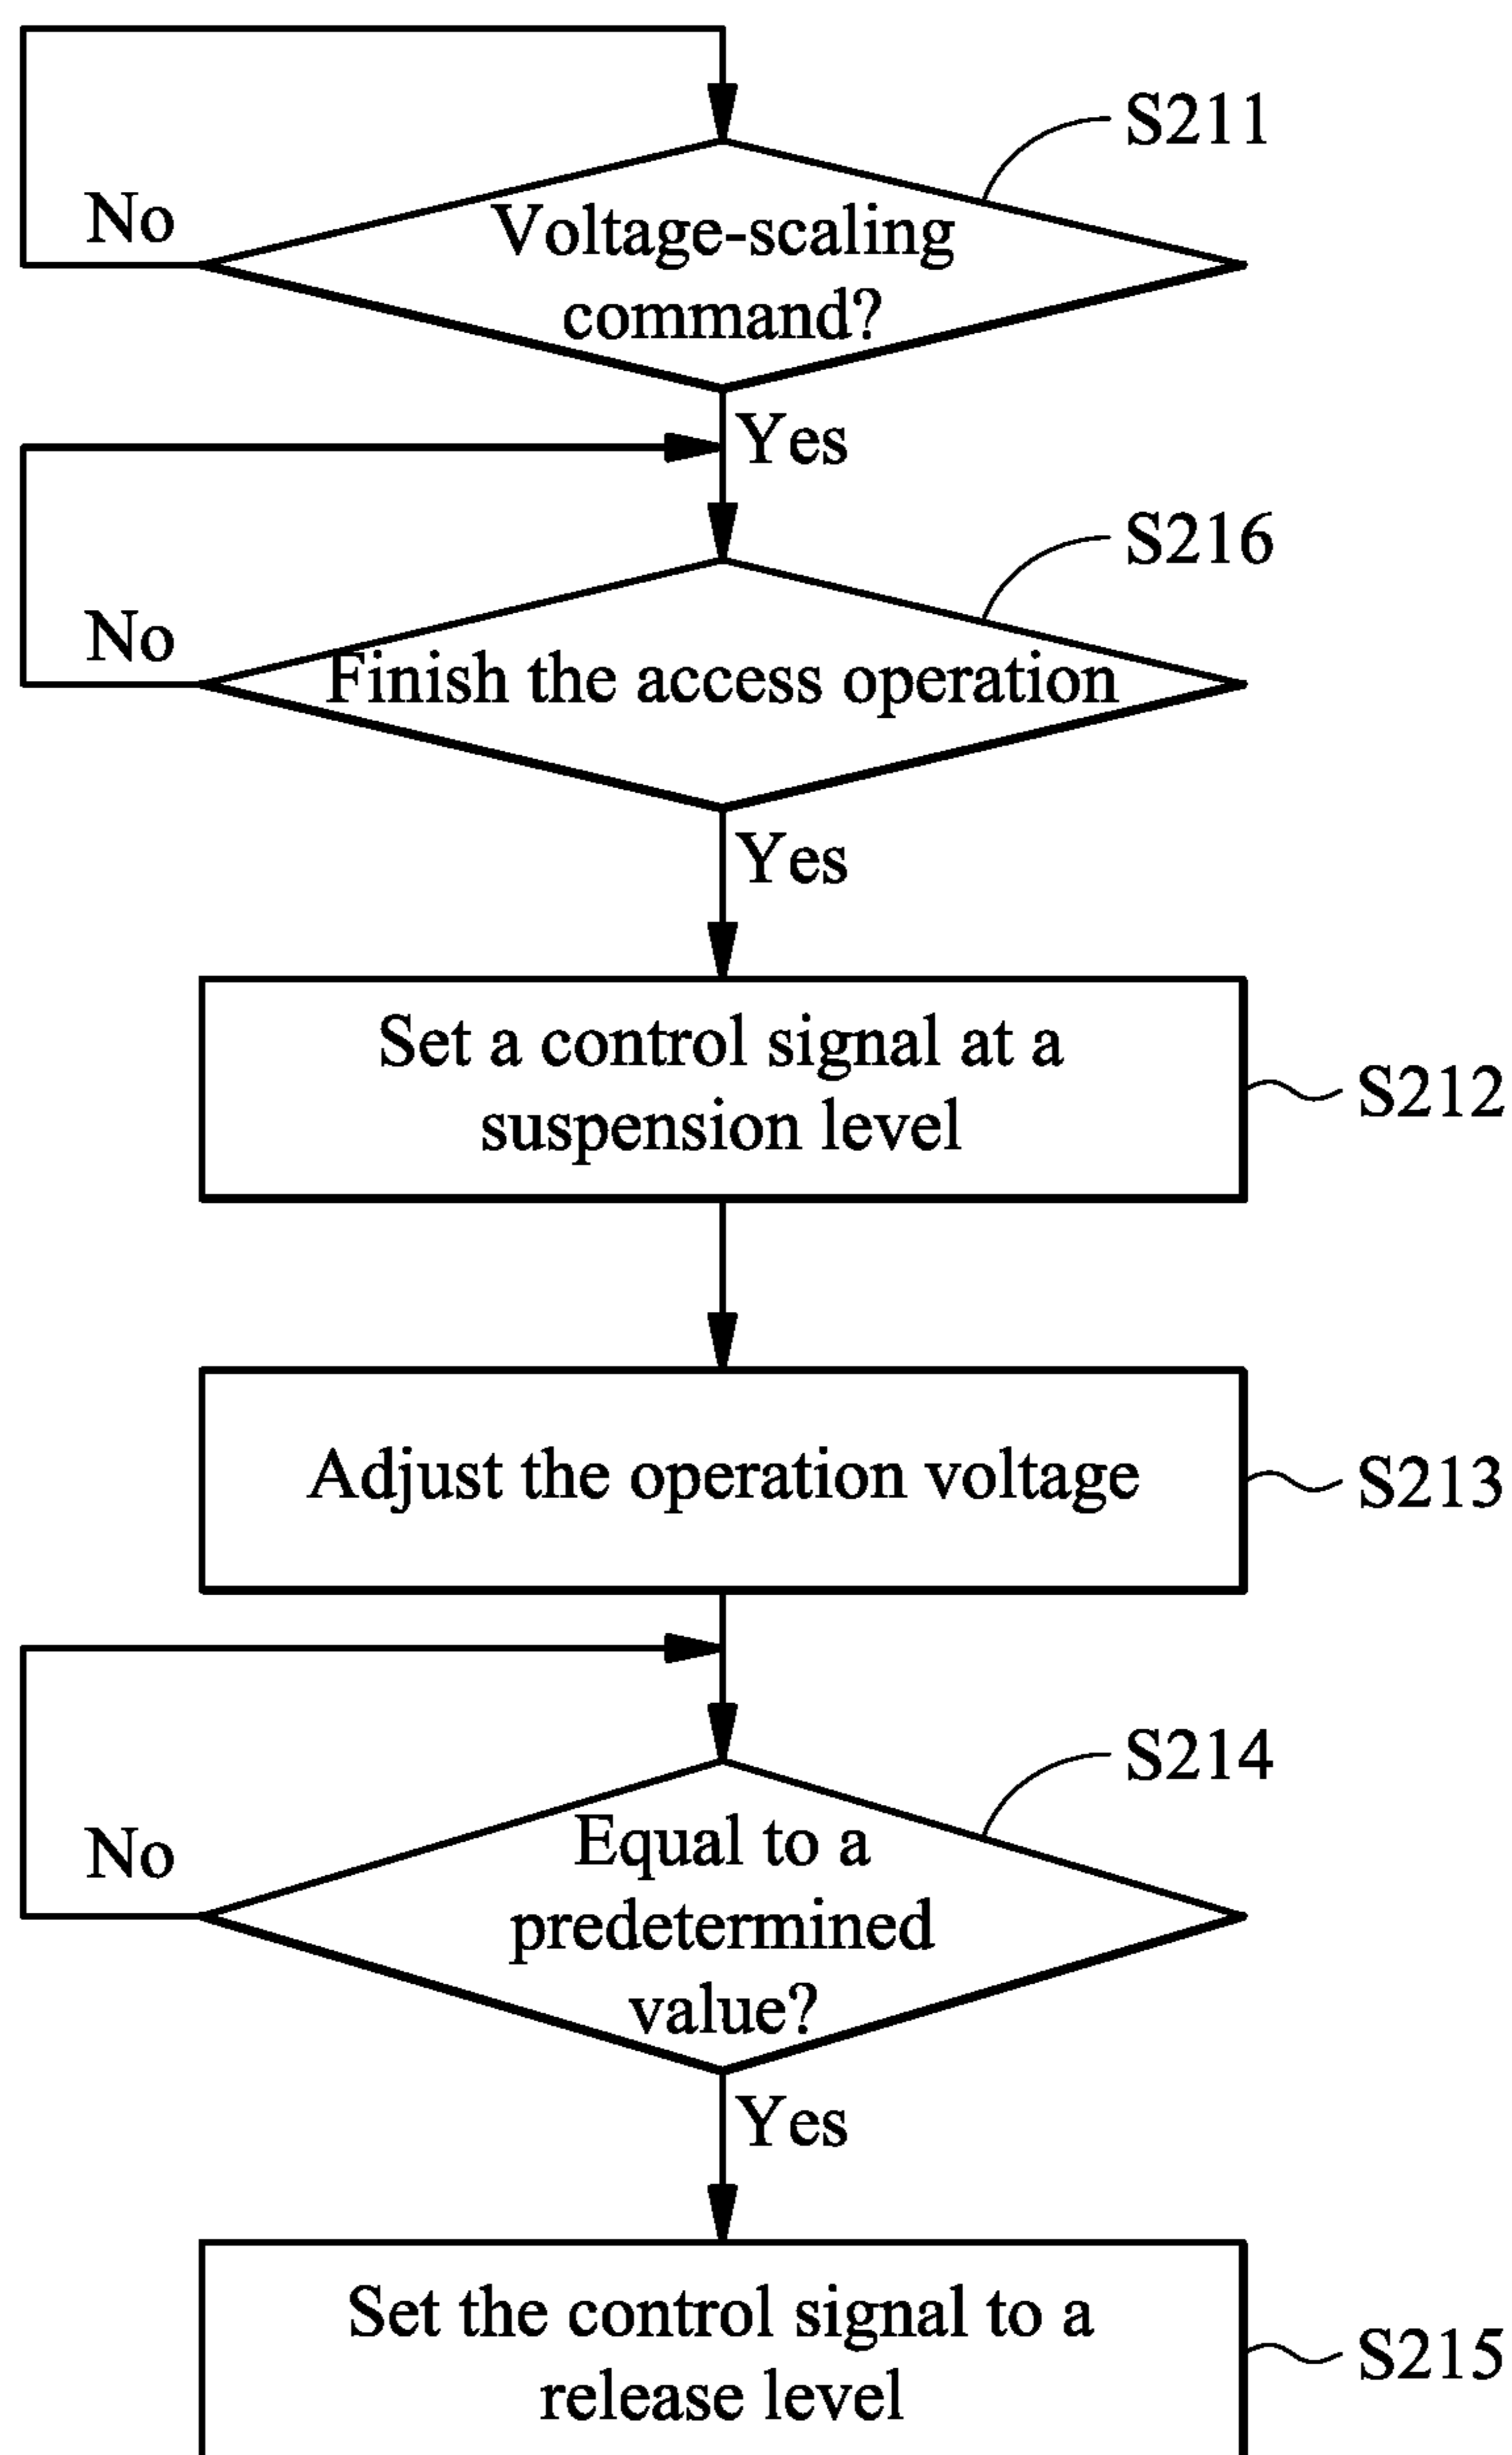 S211
No
Voltage-scaling
command?
Yes
S216
No
Finish the access operation
Yes
Set a control signal at a
suspension level
S212
Adjust the operation voltage
S213
S214
No
Equal to a
predetermined
value?
Yes
Set the control signal to a
release level
S215